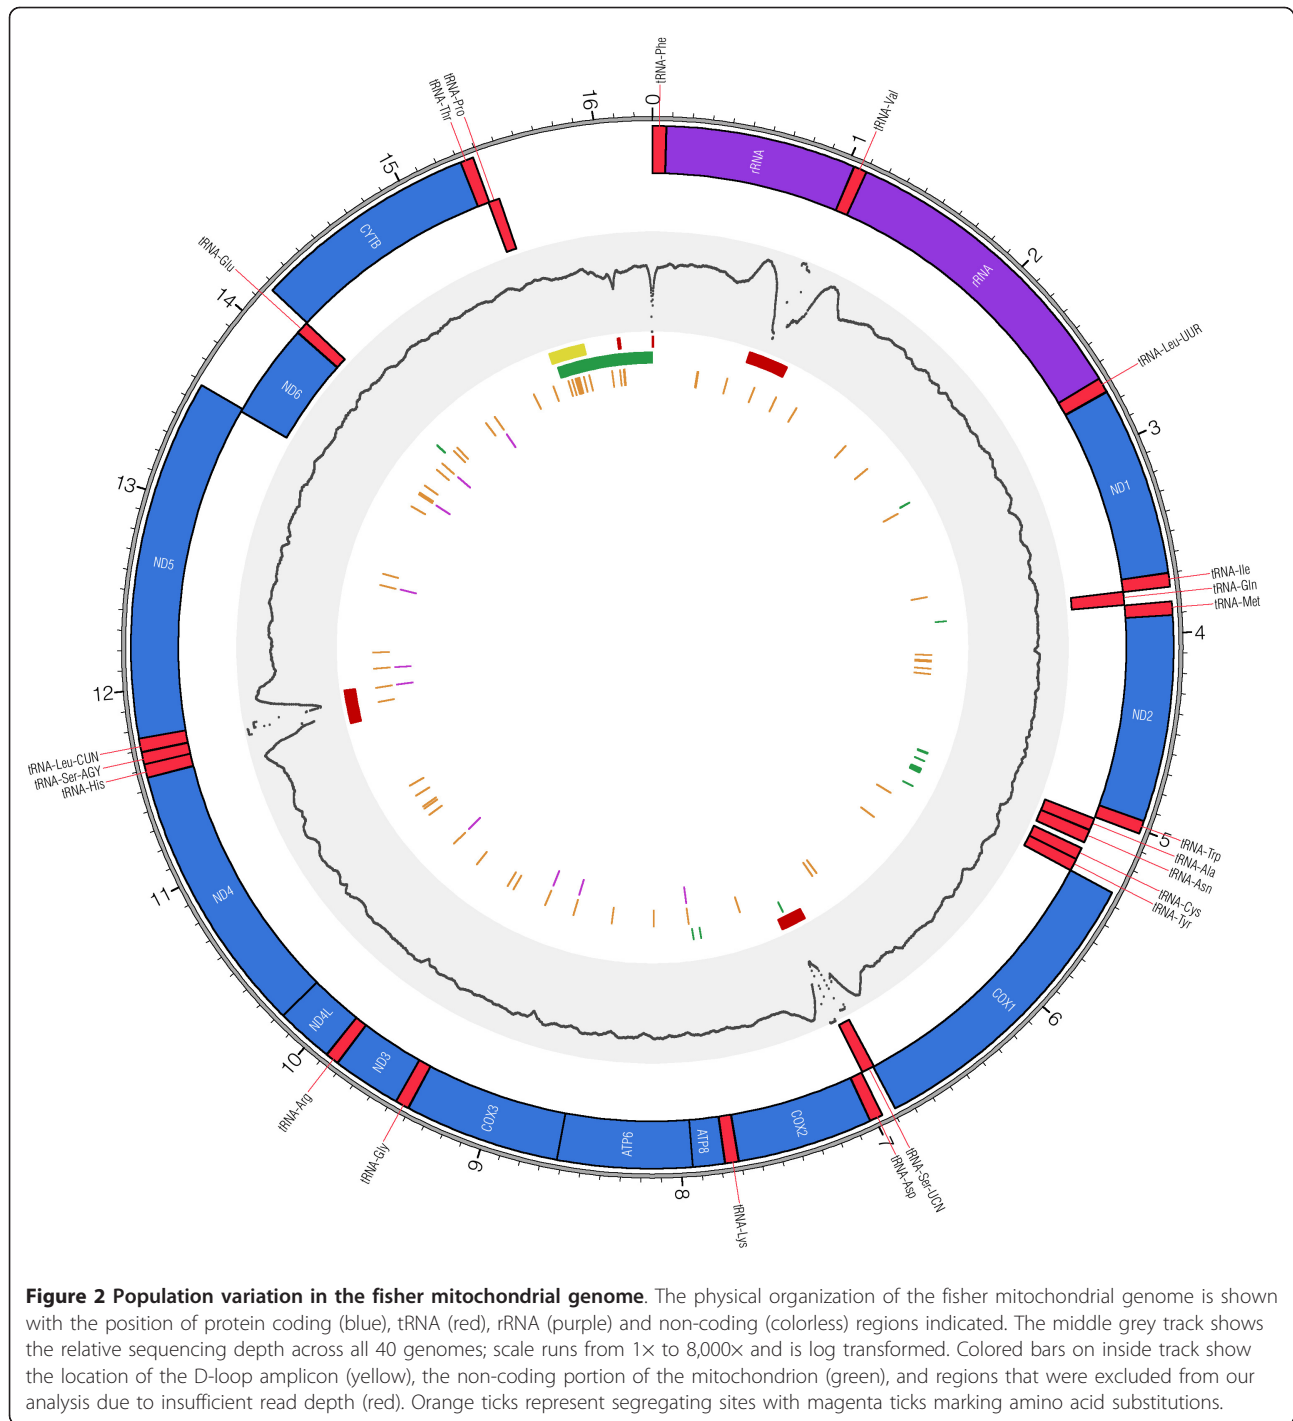 tRNA-Phe
0
rRNA
1
tRNA-Val
rRNA
2
tRNA-Leu-UUR
3
ND1
tRNA-Ile
tRNA-Gln
tRNA-Met
4
ND2
5
tRNA-Trp
tRNA-Ala
tRNA-Asn
tRNA-Cys
tRNA-Tyr
COX1
6
tRNA-Ser-UCN
tRNA-Asp
7
COX2
tRNA-Lys
ATP8
8
ATP6
COX3
9
tRNA-Gly
ND3
tRNA-Arg
10
ND4L
ND4
11
tRNA-His
tRNA-Ser-AGY
tRNA-Leu-CUN
12
ND5
13
ND6
14
tRNA-Glu
CYTB
15
tRNA-Thr
tRNA-Pro
16
Figure 2 Population variation in the fisher mitochondrial genome. The physical organization of the fisher mitochondrial genome is shown
with the position of protein coding (blue), tRNA (red), rRNA (purple) and non-coding (colorless) regions indicated. The middle grey track shows
the relative sequencing depth across all 40 genomes; scale runs from 1× to 8,000× and is log transformed. Colored bars on inside track show
the location of the D-loop amplicon (yellow), the non-coding portion of the mitochondrion (green), and regions that were excluded from our
analysis due to insufficient read depth (red). Orange ticks represent segregating sites with magenta ticks marking amino acid substitutions.